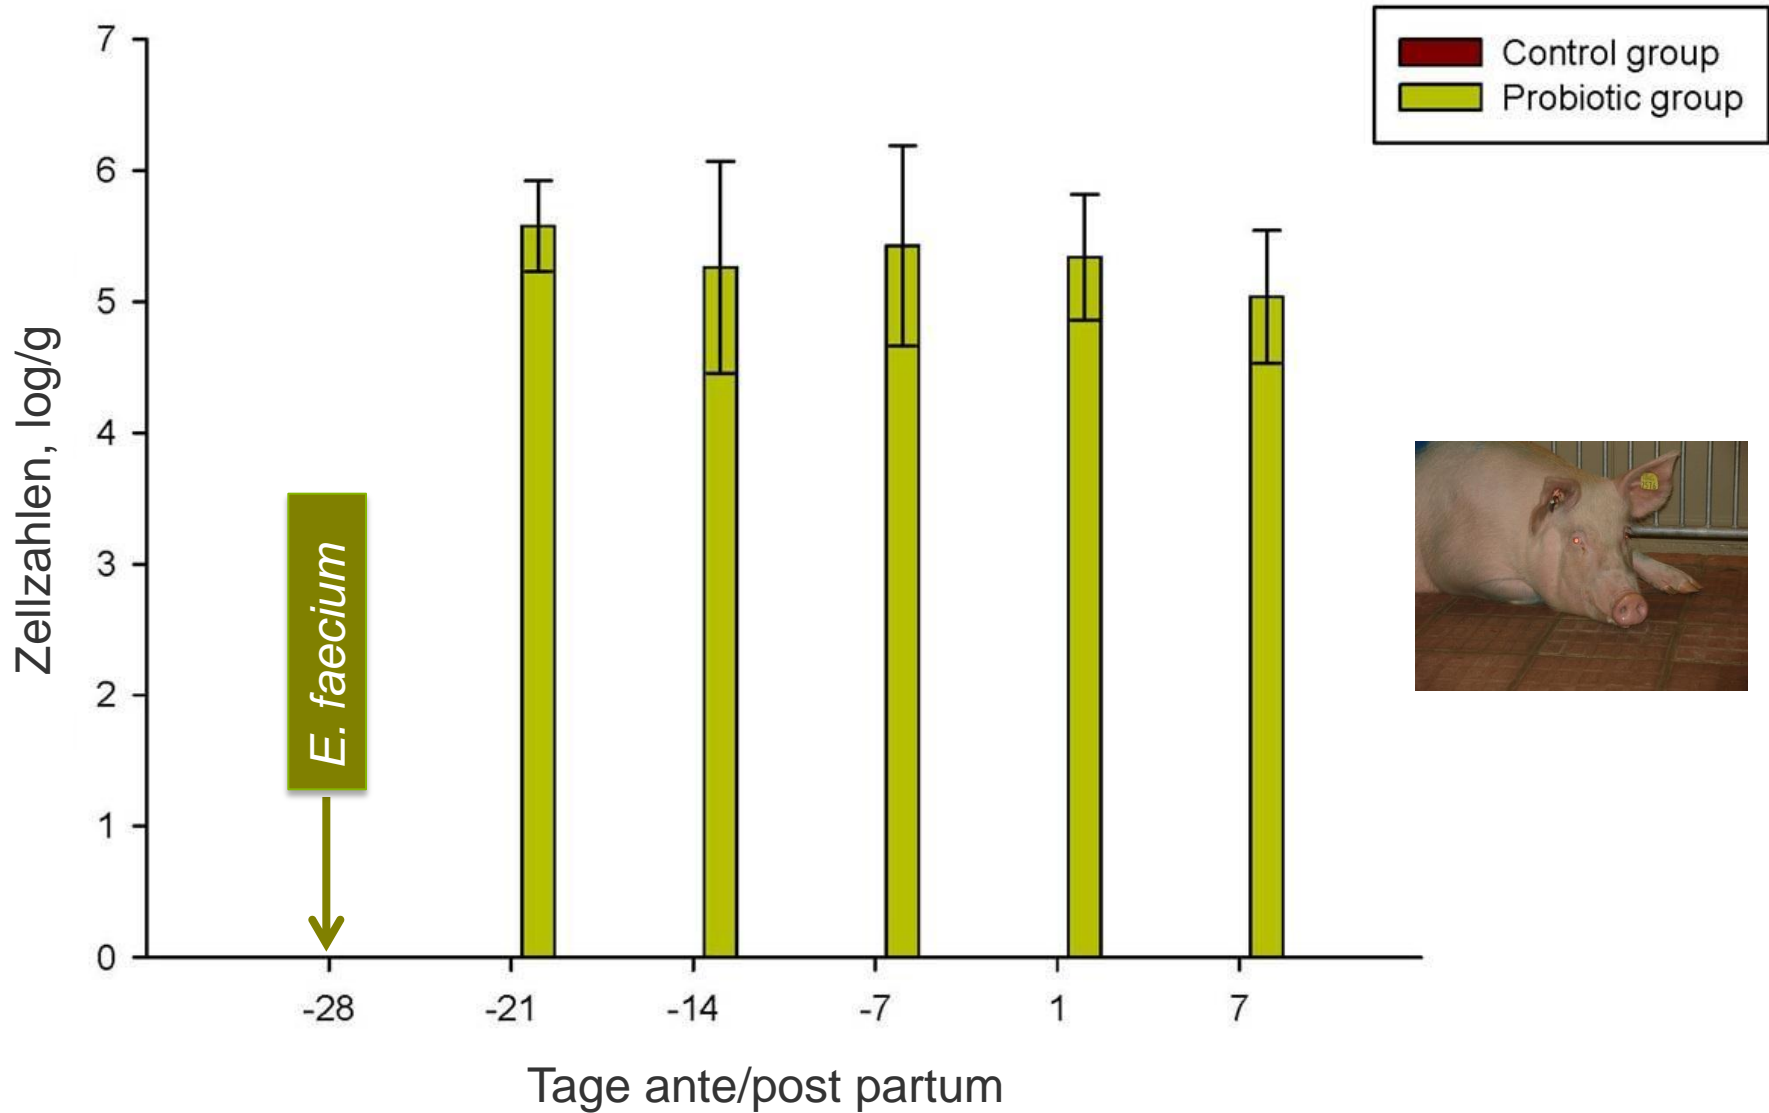 7
6
5
4
3
2
1
0
Zellzahlen, log/g
E. faecium
-28 -21 -14 -7 1 7
Tage ante/post partum
Control group
Probiotic group